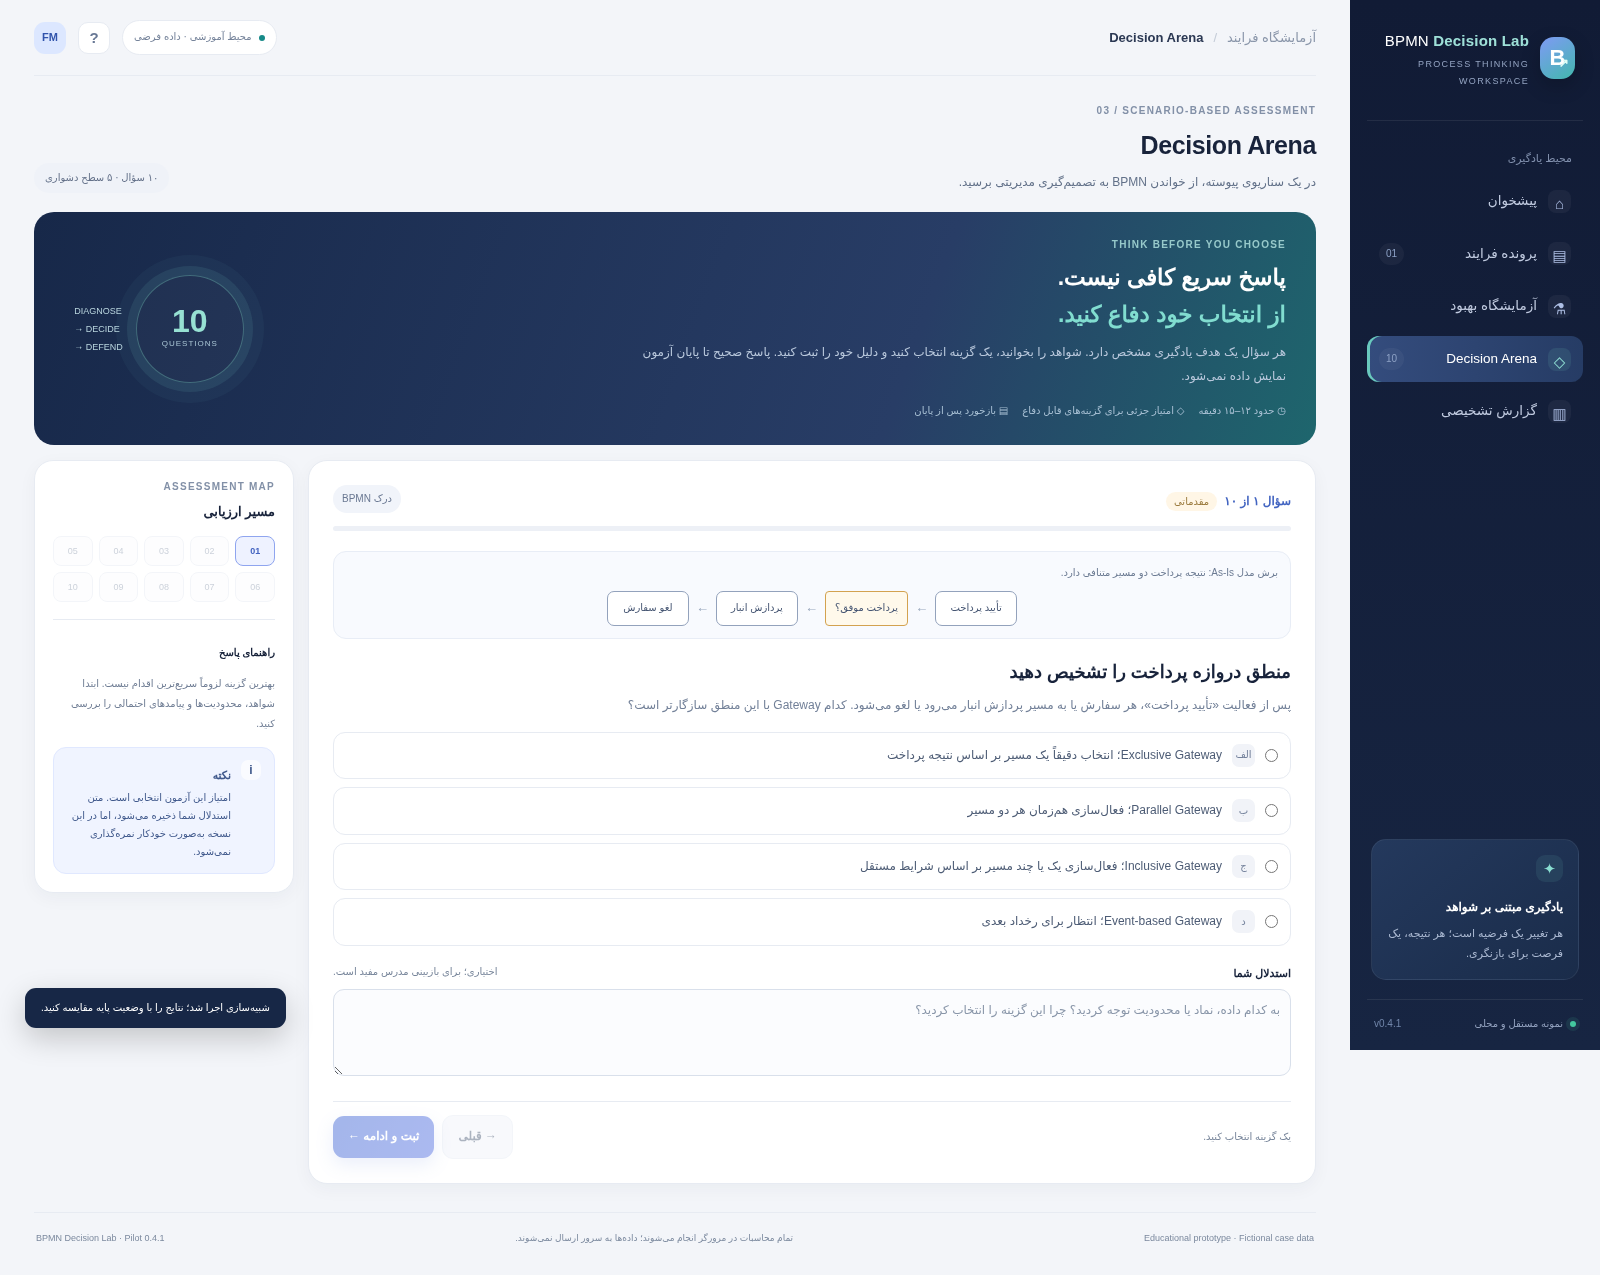 BPMN Decision Lab
PROCESS THINKING
WORKSPACE
محیط یادگیری
پیشخوان
پرونده فرایند 01
آزمایشگاه بهبود
Decision Arena 10
گزارش تشخیصی
یادگیری مبتنی بر شواهد
هر تغییر یک فرضیه است؛ هر نتیجه، یک
فرصت برای بازنگری.
نمونه مستقل و محلی v0.4.1
آزمایشگاه فرایند / Decision Arena
محیط آموزشی · داده فرضی
?
FM
03 / SCENARIO-BASED ASSESSMENT
Decision Arena
در یک سناریوی پیوسته، از خواندن BPMN به تصمیم‌گیری مدیریتی برسید.
۱۰ سؤال · ۵ سطح دشواری
THINK BEFORE YOU CHOOSE
پاسخ سریع کافی نیست.
از انتخاب خود دفاع کنید.
هر سؤال یک هدف یادگیری مشخص دارد. شواهد را بخوانید، یک گزینه انتخاب کنید و دلیل خود را ثبت کنید. پاسخ صحیح تا پایان آزمون
نمایش داده نمی‌شود.
◷ حدود ۱۲–۱۵ دقیقه ◇ امتیاز جزئی برای گزینه‌های قابل دفاع ▤ بازخورد پس از پایان
10
QUESTIONS
DIAGNOSE
→ DECIDE
→ DEFEND
سؤال ۱ از ۱۰ مقدماتی
درک BPMN
برش مدل As-Is: نتیجه پرداخت دو مسیر متنافی دارد.
تأیید پرداخت ← پرداخت موفق؟ ← پردازش انبار ← لغو سفارش
منطق دروازه پرداخت را تشخیص دهید
پس از فعالیت «تأیید پرداخت»، هر سفارش یا به مسیر پردازش انبار می‌رود یا لغو می‌شود. کدام Gateway با این منطق سازگارتر است؟
الف Exclusive Gateway؛ انتخاب دقیقاً یک مسیر بر اساس نتیجه پرداخت
ب Parallel Gateway؛ فعال‌سازی هم‌زمان هر دو مسیر
ج Inclusive Gateway؛ فعال‌سازی یک یا چند مسیر بر اساس شرایط مستقل
د Event-based Gateway؛ انتظار برای رخداد بعدی
استدلال شما
اختیاری؛ برای بازبینی مدرس مفید است.
به کدام داده، نماد یا محدودیت توجه کردید؟ چرا این گزینه را انتخاب کردید؟
یک گزینه انتخاب کنید.
→ قبلی
ثبت و ادامه ←
ASSESSMENT MAP
مسیر ارزیابی
01 02 03 04 05
06 07 08 09 10
راهنمای پاسخ
بهترین گزینه لزوماً سریع‌ترین اقدام نیست. ابتدا
شواهد، محدودیت‌ها و پیامدهای احتمالی را بررسی
کنید.
i
نکته
امتیاز این آزمون انتخابی است. متن
استدلال شما ذخیره می‌شود، اما در این
نسخه به‌صورت خودکار نمره‌گذاری
نمی‌شود.
شبیه‌سازی اجرا شد؛ نتایج را با وضعیت پایه مقایسه کنید.
Educational prototype · Fictional case data
تمام محاسبات در مرورگر انجام می‌شوند؛ داده‌ها به سرور ارسال نمی‌شوند.
BPMN Decision Lab · Pilot 0.4.1